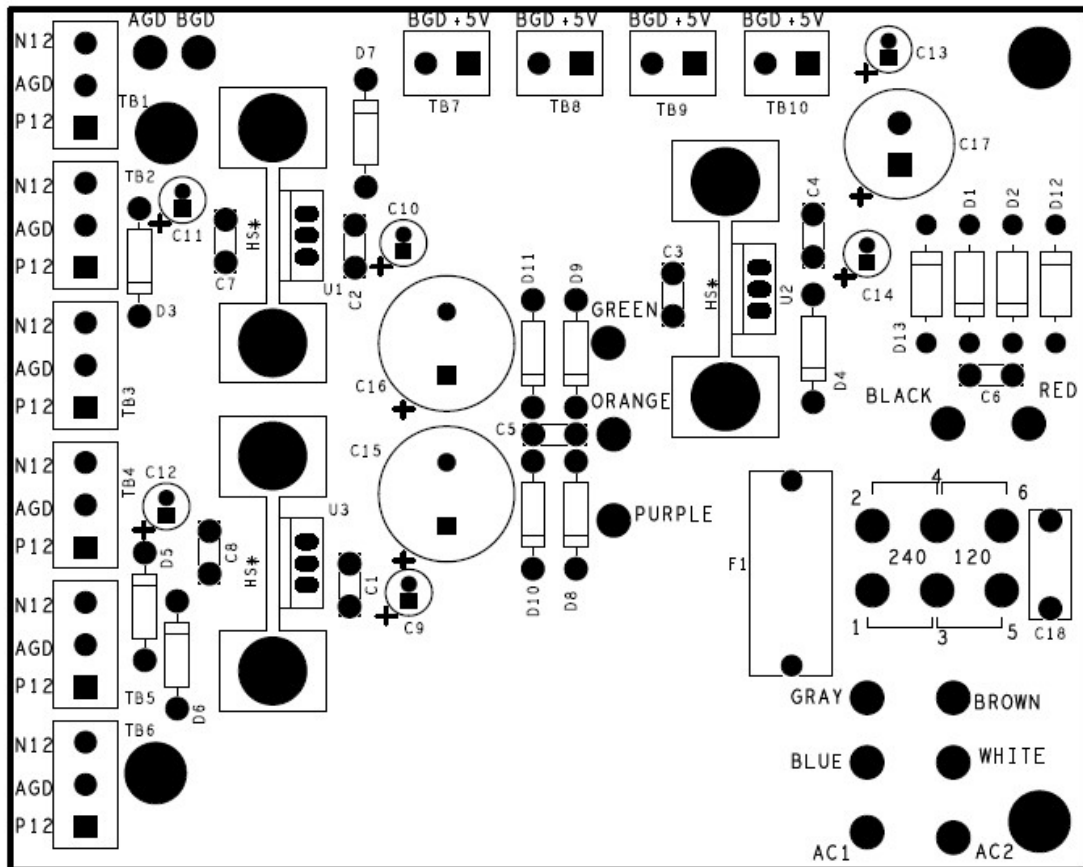 AGD BGD
BGD +5V
BGD +5V
BGD +5V
BGD +5V
N12
AGD
P12
TB1
D7
TB7
TB8
TB9
TB10
C13
C17
N12
AGD
P12
TB2
C11
C7
HS*
U1
C2
C10
D3
D11
D9
GREEN
C3
HS*
U2
C4
C14
D1
D2
D12
D13
D4
C6
N12
AGD
P12
TB3
C16
ORANGE
BLACK
RED
C5
C15
N12
AGD
P12
TB4
C12
D5
C8
HS*
U3
C1
C9
D10
D8
PURPLE
F1
2
4
6
240
120
1
3
5
C18
N12
AGD
P12
TB5
D6
GRAY
BROWN
N12
AGD
P12
TB6
BLUE
WHITE
AC1
AC2